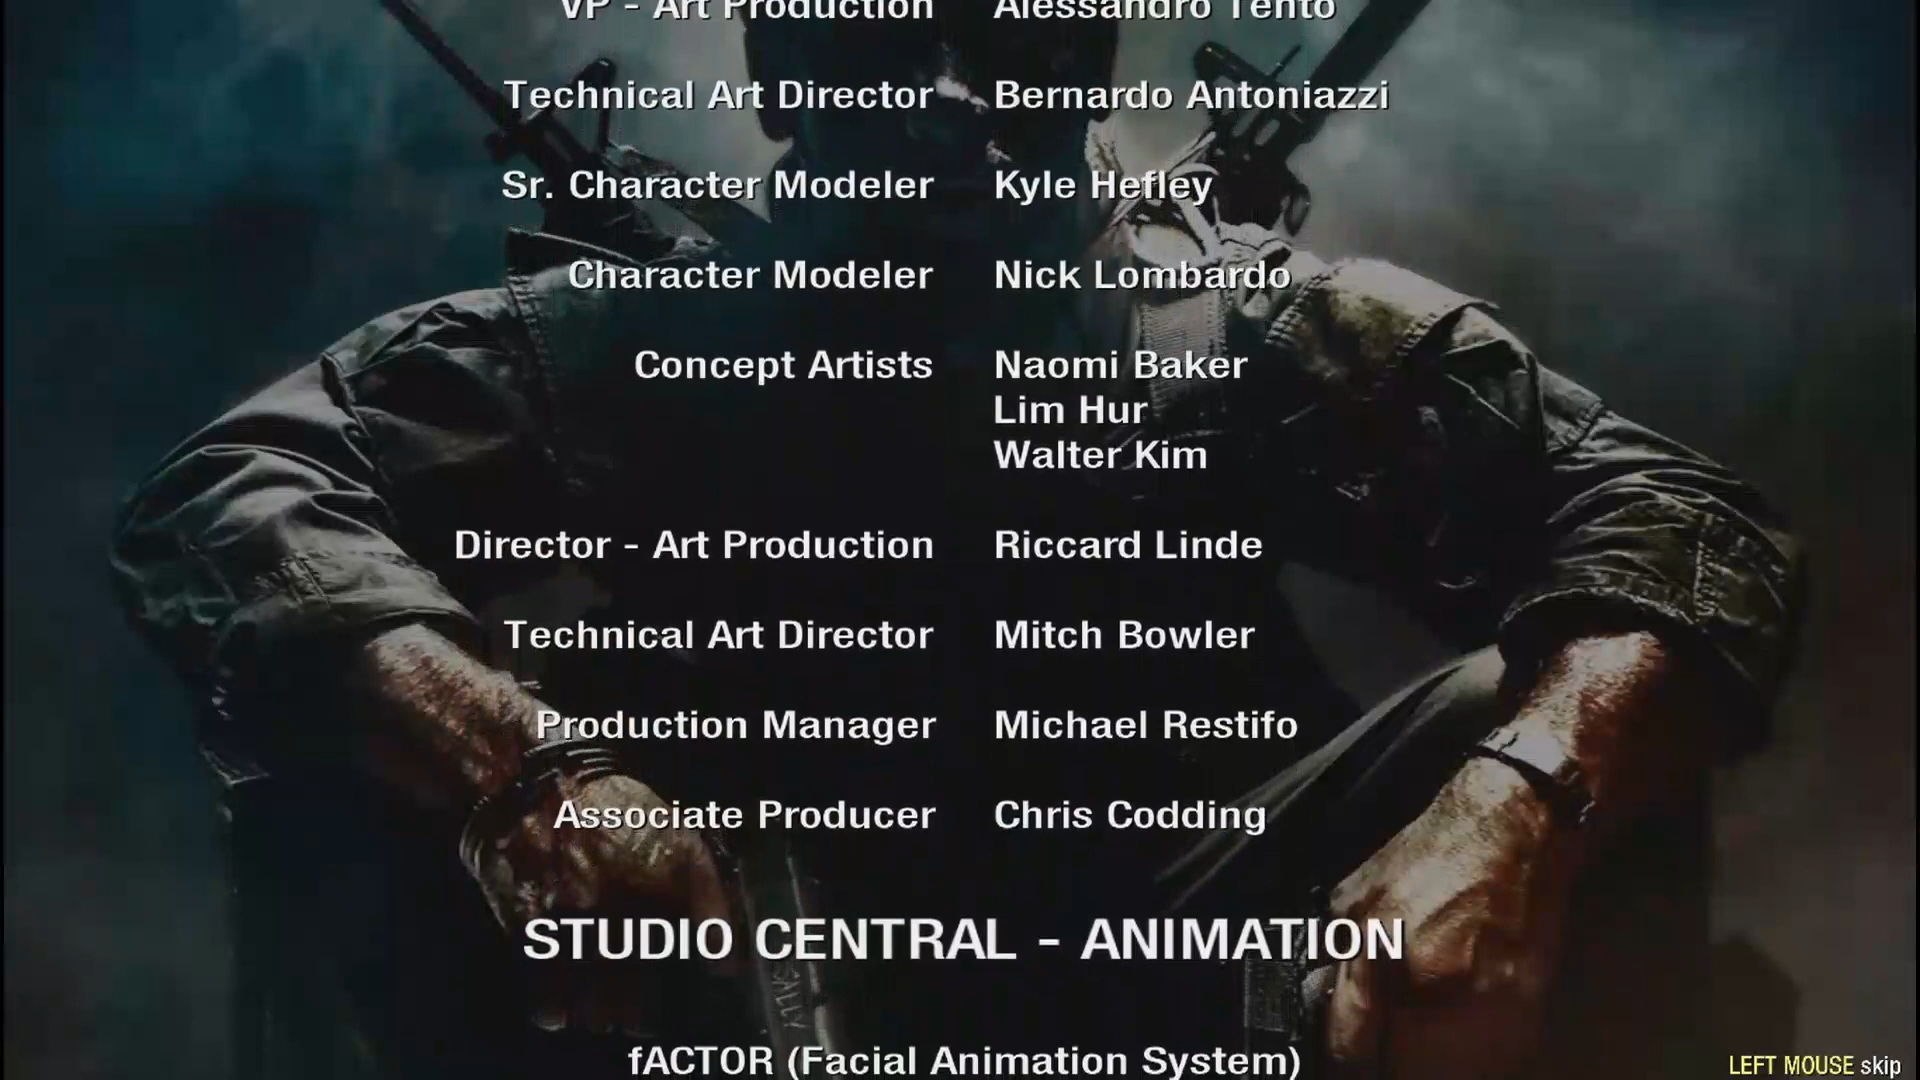 VP - Art Production Alessandro Tento
Technical Art Director Bernardo Antoniazzi
Sr. Character Modeler Kyle Hefley
Character Modeler Nick Lombardo
Concept Artists Naomi Baker
Lim Hur
Walter Kim
Director - Art Production Riccard Linde
Technical Art Director Mitch Bowler
Production Manager Michael Restifo
Associate Producer Chris Codding
STUDIO CENTRAL - ANIMATION
SALLY
fACTOR (Facial Animation System)
LEFT MOUSE skip